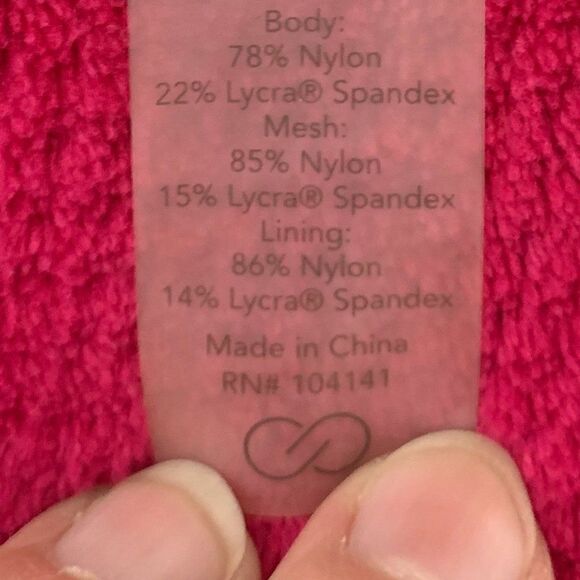 Body:
78% Nylon
22% Lycra® Spandex
Mesh:
85% Nylon
15% Lycra® Spandex
Lining:
86% Nylon
14% Lycra® Spandex
Made in China
RN# 104141